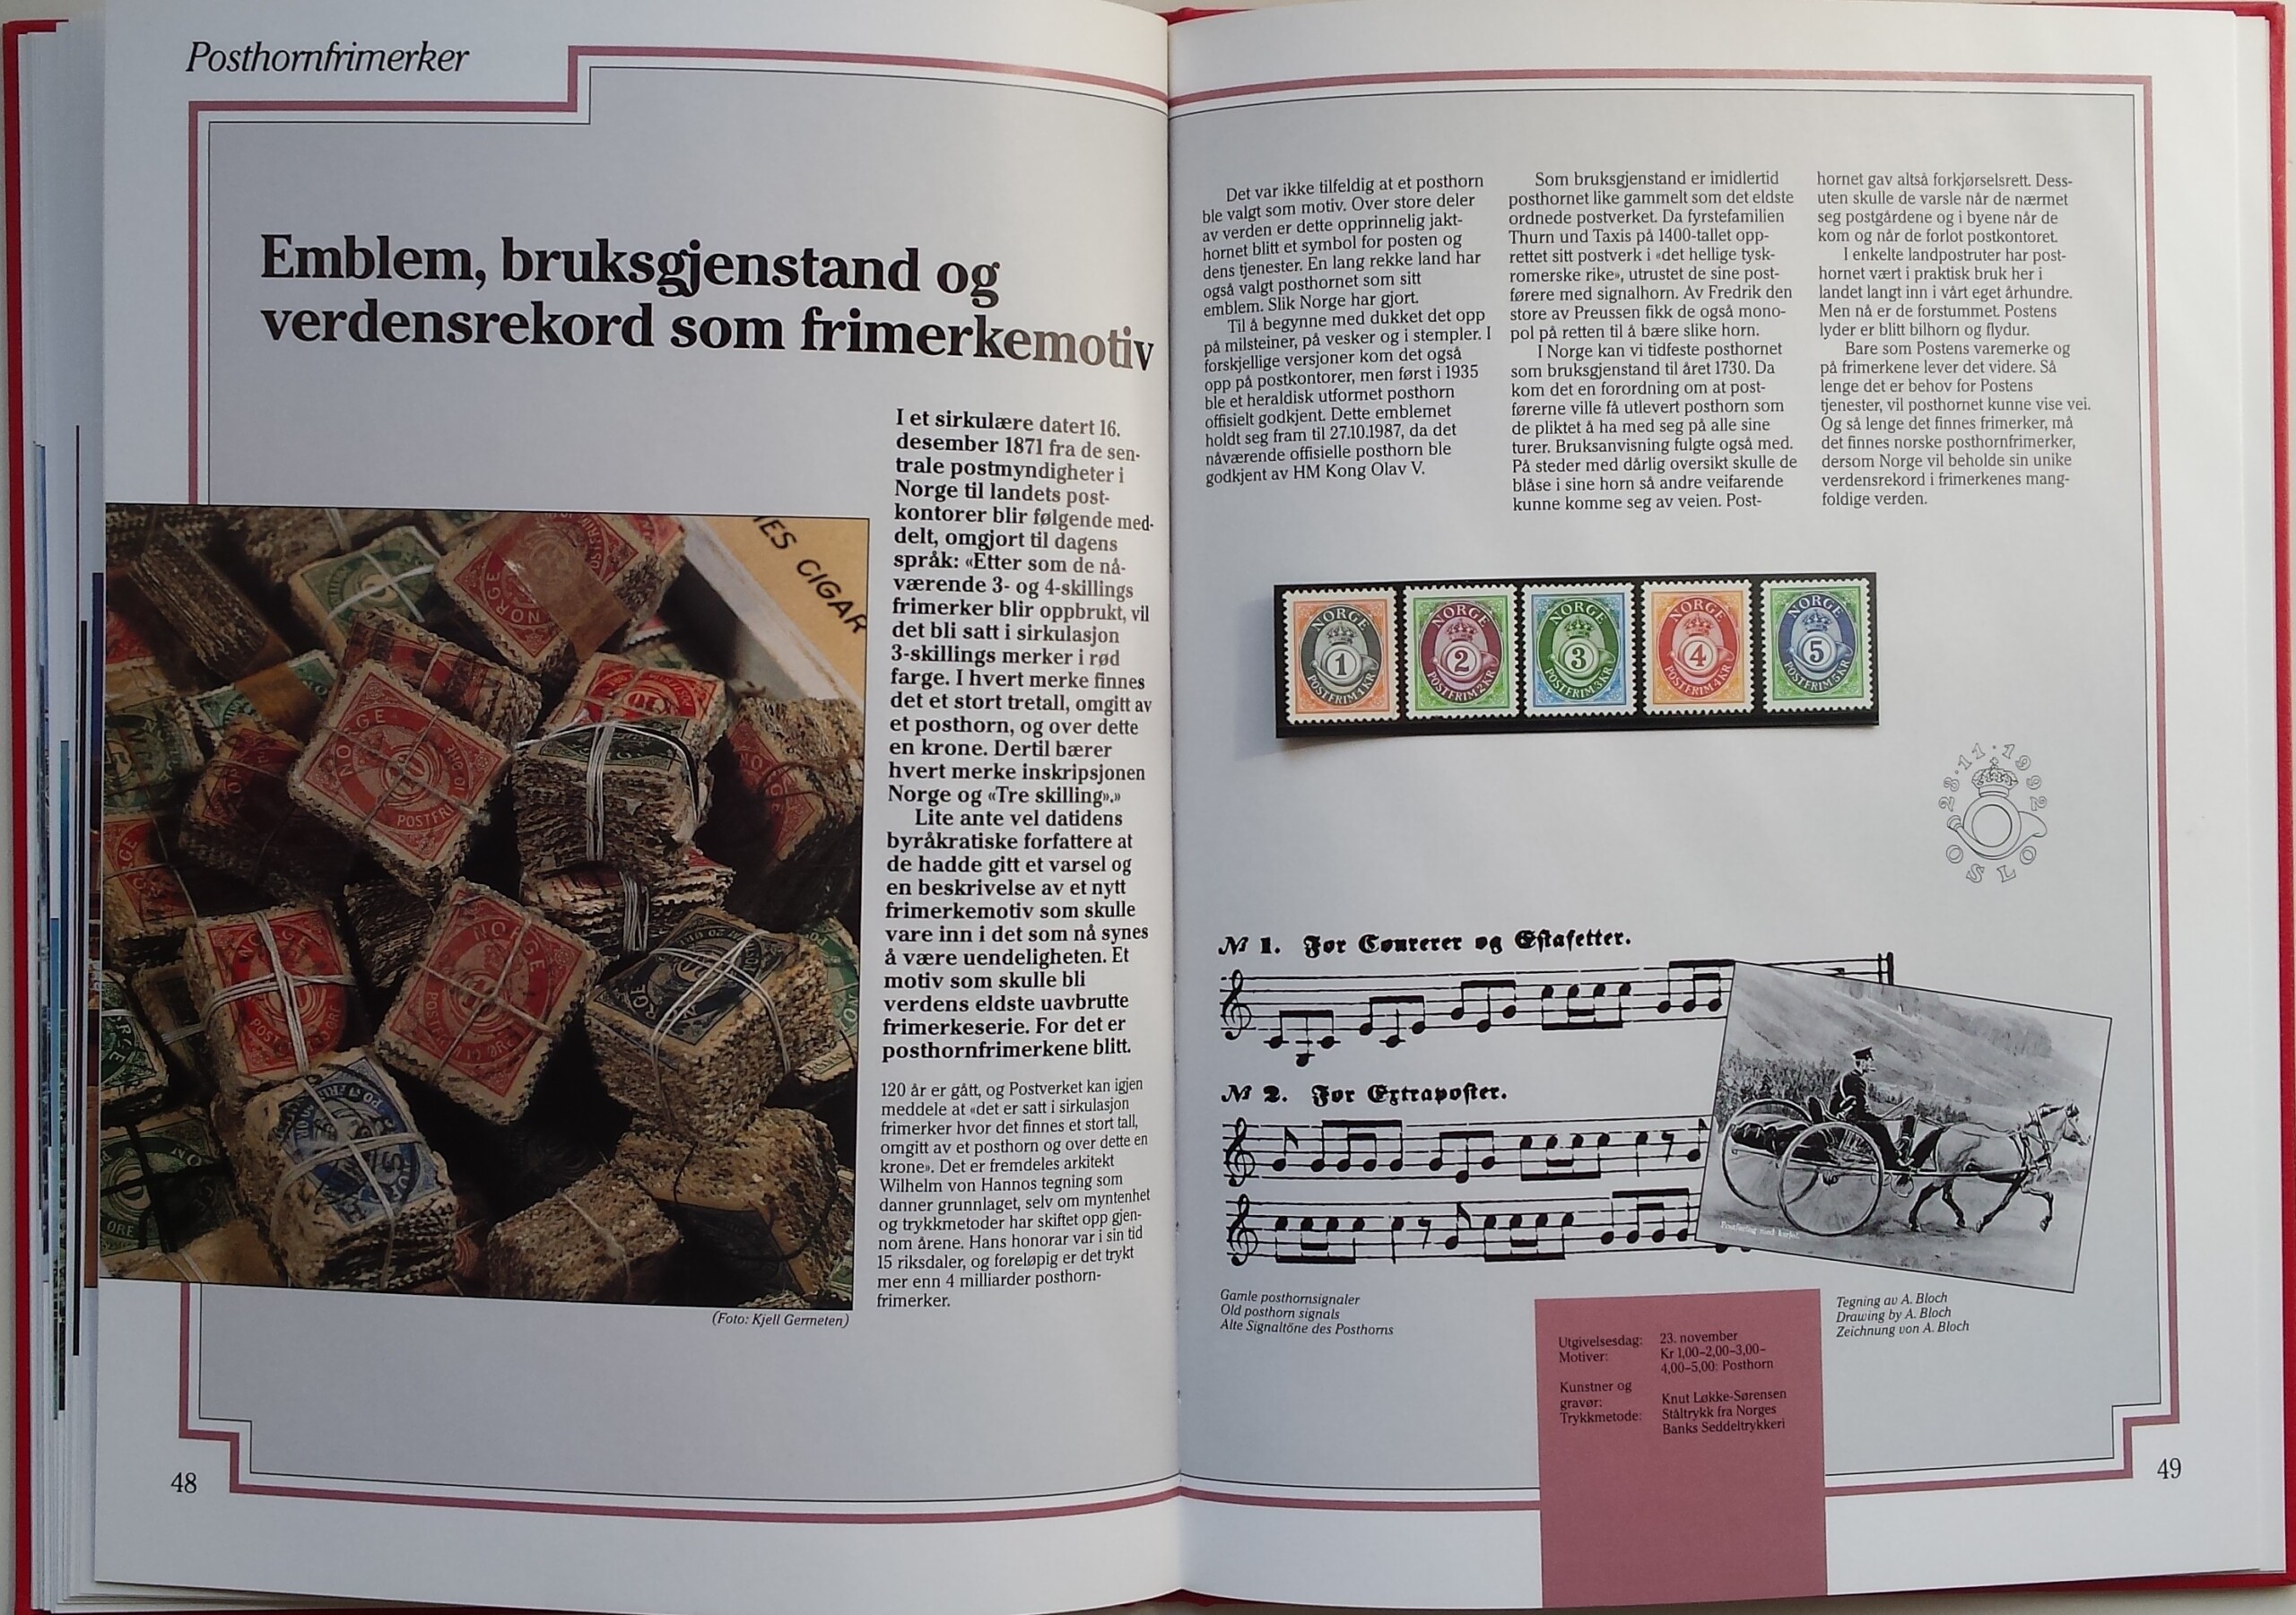 Posthornfrimerker
Emblem, bruksgjenstand og
verdensrekord som frimerkemotiv
I et sirkulære datert 16.
desember 1871 fra de sen-
trale postmyndigheter i
Norge til landets post-
kontorer blir følgende med-
delt, omgjort til dagens
språk: «Etter som de nå-
værende 3- og 4-skillings
frimerker blir oppbrukt, vil
det bli satt i sirkulasjon
3-skillings merker i rød
farge. I hvert merke finnes
det et stort tretall, omgitt av
et posthorn, og over dette
en krone. Dertil bærer
hvert merke inskripsjonen
Norge og «Tre skilling».»
Lite ante vel datidens
byråkratiske forfattere at
de hadde gitt et varsel og
en beskrivelse av et nytt
frimerkemotiv som skulle
vare inn i det som nå synes
å være uendeligheten. Et
motiv som skulle bli
verdens eldste uavbrutte
frimerkeserie. For det er
posthornfrimerkene blitt.
120 år er gått, og Postverket kan igjen
meddele at «det er satt i sirkulasjon
frimerker hvor det finnes et stort tall,
omgitt av et posthorn og over dette en
krone». Det er fremdeles arkitekt
Wilhelm von Hannos tegning som
danner grunnlaget, selv om myntenhet
og trykkmetoder har skiftet opp gjen-
nom årene. Hans honorar var i sin tid
15 riksdaler, og foreløpig er det trykt
mer enn 4 milliarder posthorn-
frimerker.
CIGAR
NORGE
NORGE
POSTFRI
NORGE
NORGE
(Foto: Kjell Germeten)
48
Det var ikke tilfeldig at et posthorn
ble valgt som motiv. Over store deler
av verden er dette opprinnelig jakt-
hornet blitt et symbol for posten og
dens tjenester. En lang rekke land har
også valgt posthornet som sitt
emblem. Slik Norge har gjort.
Til å begynne med dukket det opp
på milsteiner, på vesker og i stempler. I
forskjellige versjoner kom det også
opp på postkontorer, men først i 1935
ble et heraldisk utformet posthorn
offisielt godkjent. Dette emblemet
holdt seg fram til 27.10.1987, da det
nåværende offisielle posthorn ble
godkjent av HM Kong Olav V.
Som bruksgjenstand er imidlertid
posthornet like gammelt som det eldste
ordnede postverket. Da fyrstefamilien
Thurn und Taxis på 1400-tallet opp-
rettet sitt postverk i «det hellige tysk-
romerske rike», utrustet de sine post-
førere med signalhorn. Av Fredrik den
store av Preussen fikk de også mono-
pol på retten til å bære slike horn.
I Norge kan vi tidfeste posthornet
som bruksgjenstand til året 1730. Da
kom det en forordning om at post-
førerne ville få utlevert posthorn som
de pliktet å ha med seg på alle sine
turer. Bruksanvisning fulgte også med.
På steder med dårlig oversikt skulle de
blåse i sine horn så andre veifarende
kunne komme seg av veien. Post-
hornet gav altså forkjørselsrett. Dess-
uten skulle de varsle når de nærmet
seg postgårdene og i byene når de
kom og når de forlot postkontoret.
I enkelte landpostruter har post-
hornet vært i praktisk bruk her i
landet langt inn i vårt eget århundre.
Men nå er de forstummet. Postens
lyder er blitt bilhorn og flydur.
Bare som Postens varemerke og
på frimerkene lever det videre. Så
lenge det er behov for Postens
tjenester, vil posthornet kunne vise vei.
Og så lenge det finnes frimerker, må
det finnes norske posthornfrimerker,
dersom Norge vil beholde sin unike
verdensrekord i frimerkenes mang-
foldige verden.
NORGE 1 POSTFRIM 1 KR
NORGE 2 POSTFRIM 2 KR
NORGE 3 POSTFRIM 3 KR
NORGE 4 POSTFRIM 4 KR
NORGE 5 POSTFRIM 5 KR
23·11·1992
OSLO
№ 1. For Courerer og Estafetter.
№ 2. For Extraposter.
Gamle posthornsignaler
Old posthorn signals
Alte Signaltöne des Posthorns
Tegning av A. Bloch
Drawing by A. Bloch
Zeichnung von A. Bloch
Utgivelsesdag: 23. november
Motiver: Kr 1,00–2,00–3,00–
4,00–5,00: Posthorn
Kunstner og
gravør: Knut Løkke-Sørensen
Trykkmetode: Ståltrykk fra Norges
Banks Seddeltrykkeri
49